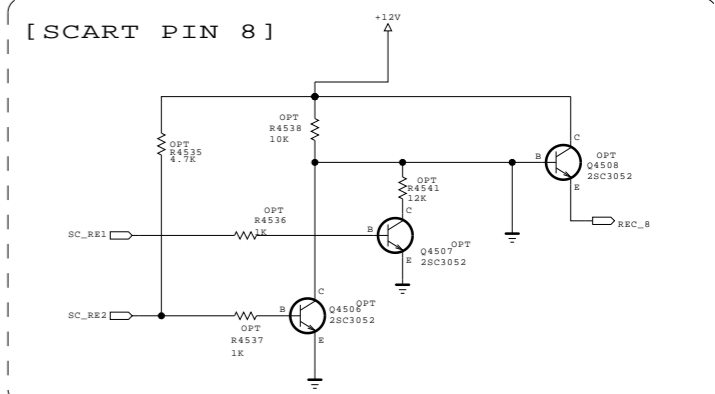 [SCART PIN 8]
+12V
OPT
R4538
10K
C
OPT
R4535
4.7K
B
OPT
Q4508
2SC3052
E
OPT
R4541
12K
REC_8
OPT
R4536
1K
C
SC_RE1
B
OPT
Q4507
2SC3052
E
C
SC_RE2
B
OPT
Q4506
2SC3052
OPT
R4537
1K
E